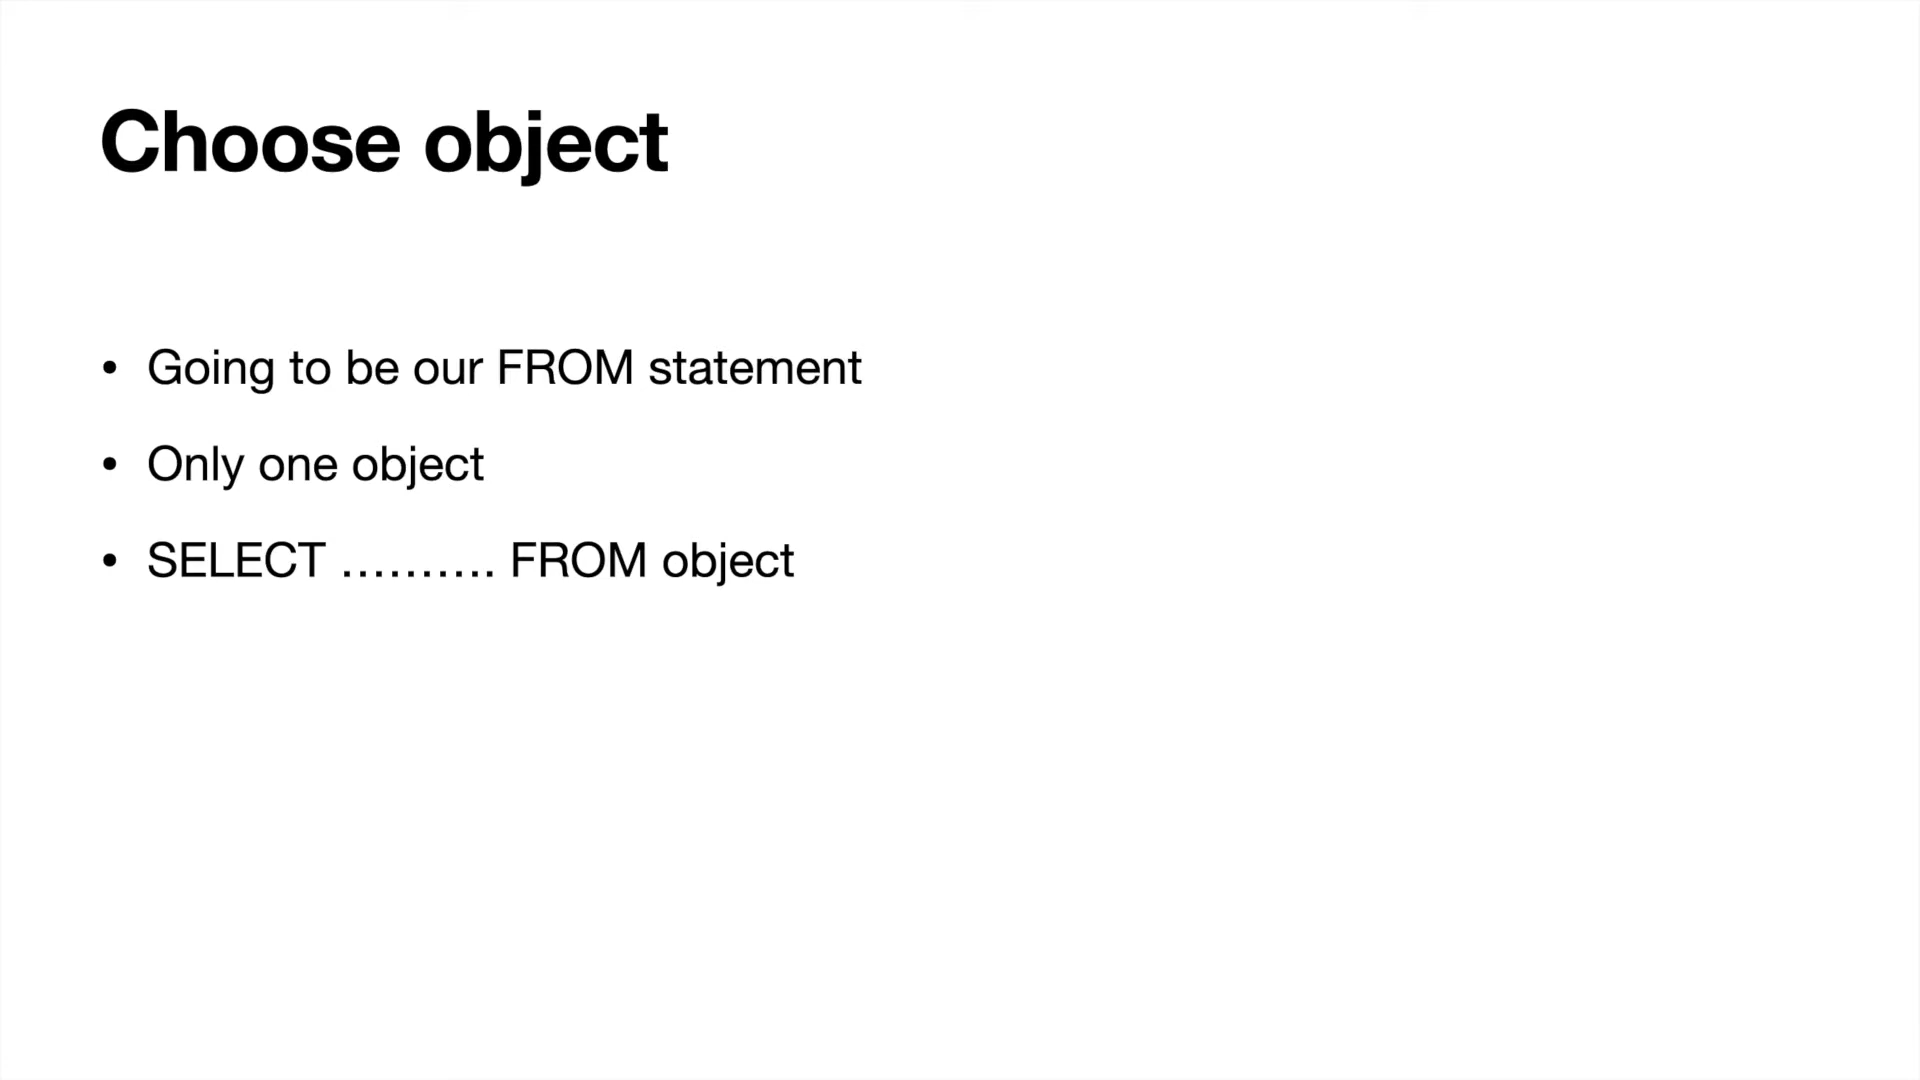 Choose object
• Going to be our FROM statement
• Only one object
• SELECT .......... FROM object